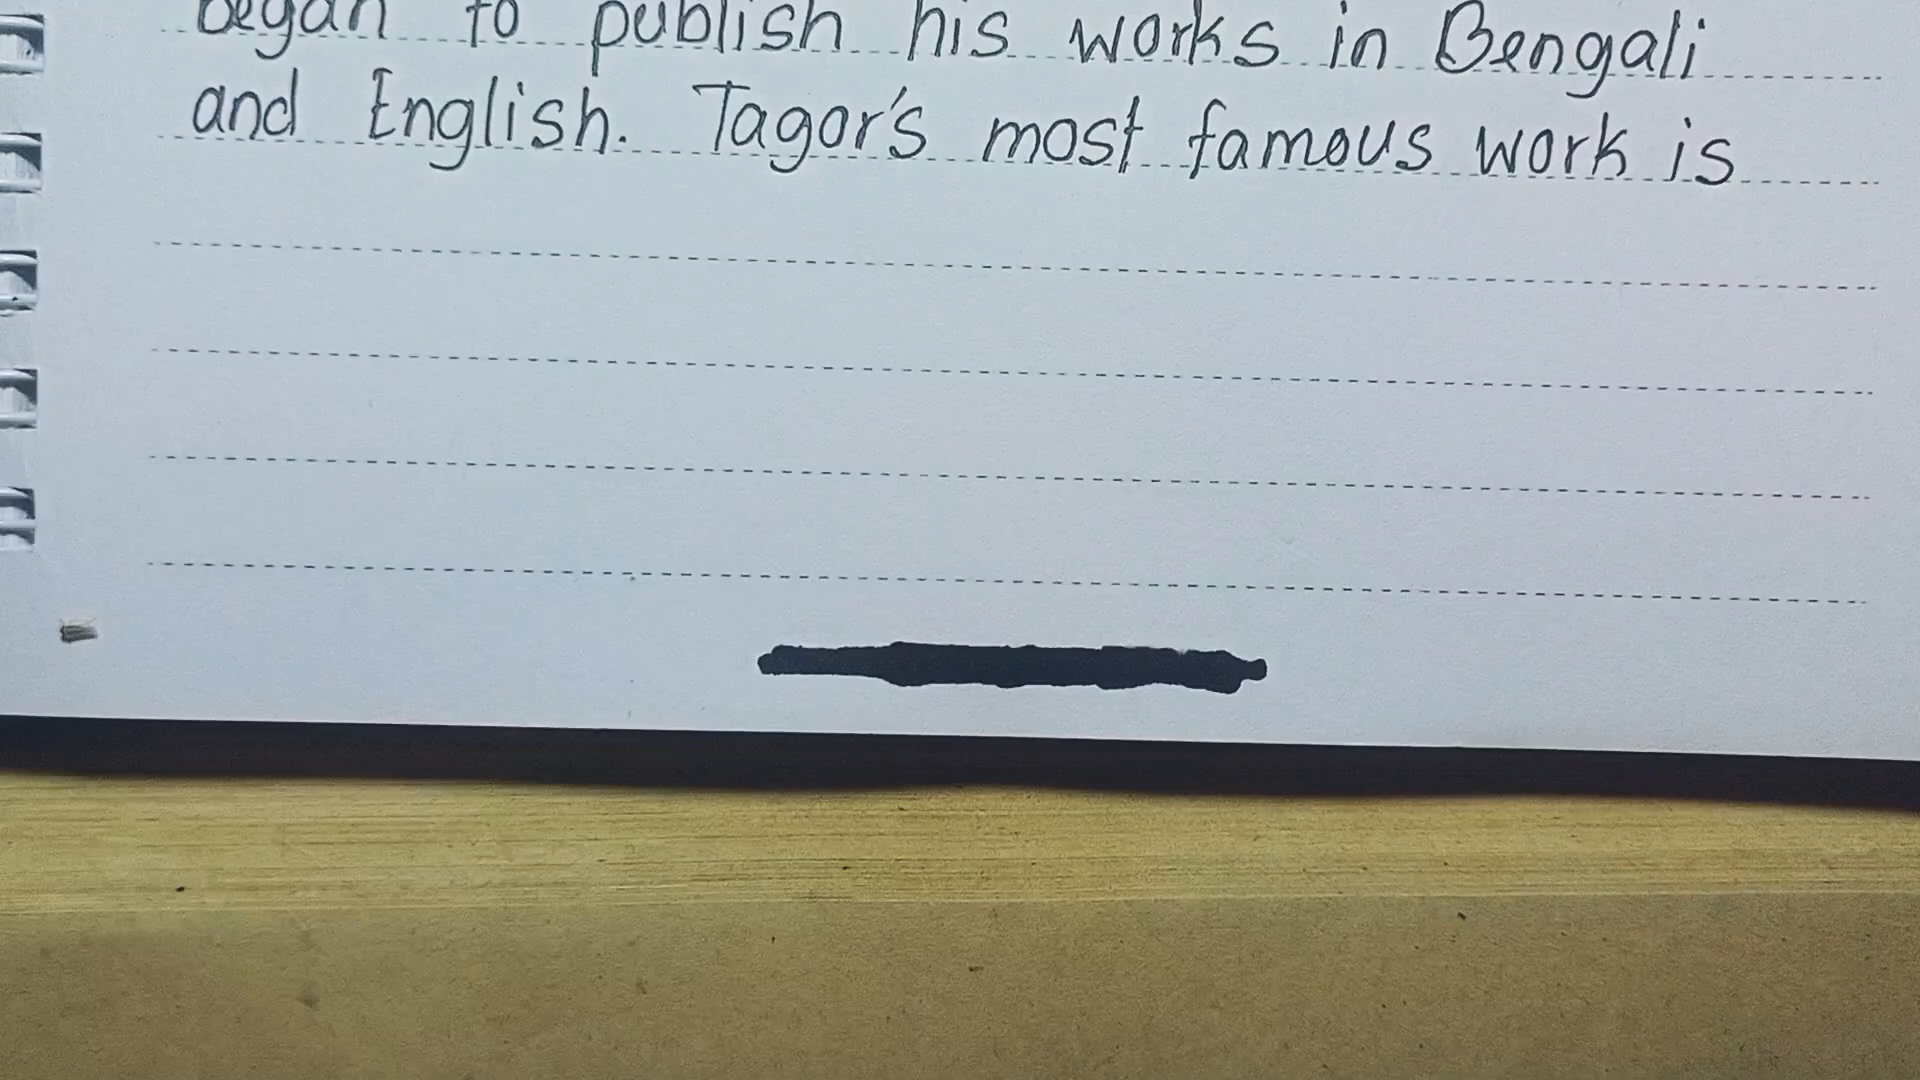 began to publish his works in Bengali
and English. Tagor's most famous work is